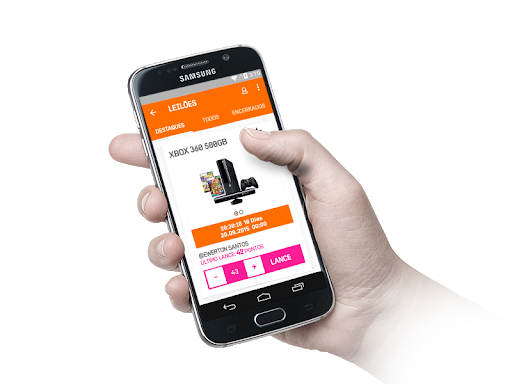 SAMSUNG
LEILÕES
DESTAQUES TODOS ENCERRADOS
XBOX 360 500GB
@EWERTON SANTOS
ÚLTIMO LANCE: 42 PONTOS
- 43 + LANCE